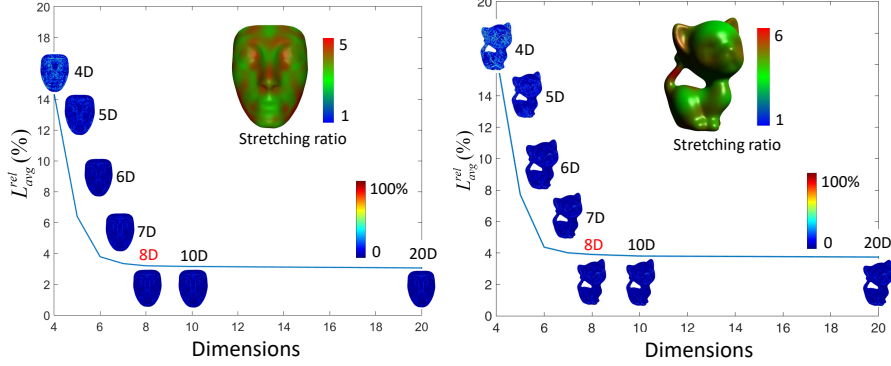 20
18
16
14
12
10
8
6
4
2
0
L^{rel}_{avg} (%)
4D
5D
6D
7D
8D
10D
20D
5
1
Stretching ratio
100%
0
4 6 8 10 12 14 16 18 20
Dimensions
20
18
16
14
12
10
8
6
4
2
0
L^{rel}_{avg} (%)
4D
5D
6D
7D
8D
10D
20D
6
1
Stretching ratio
100%
0
4 6 8 10 12 14 16 18 20
Dimensions